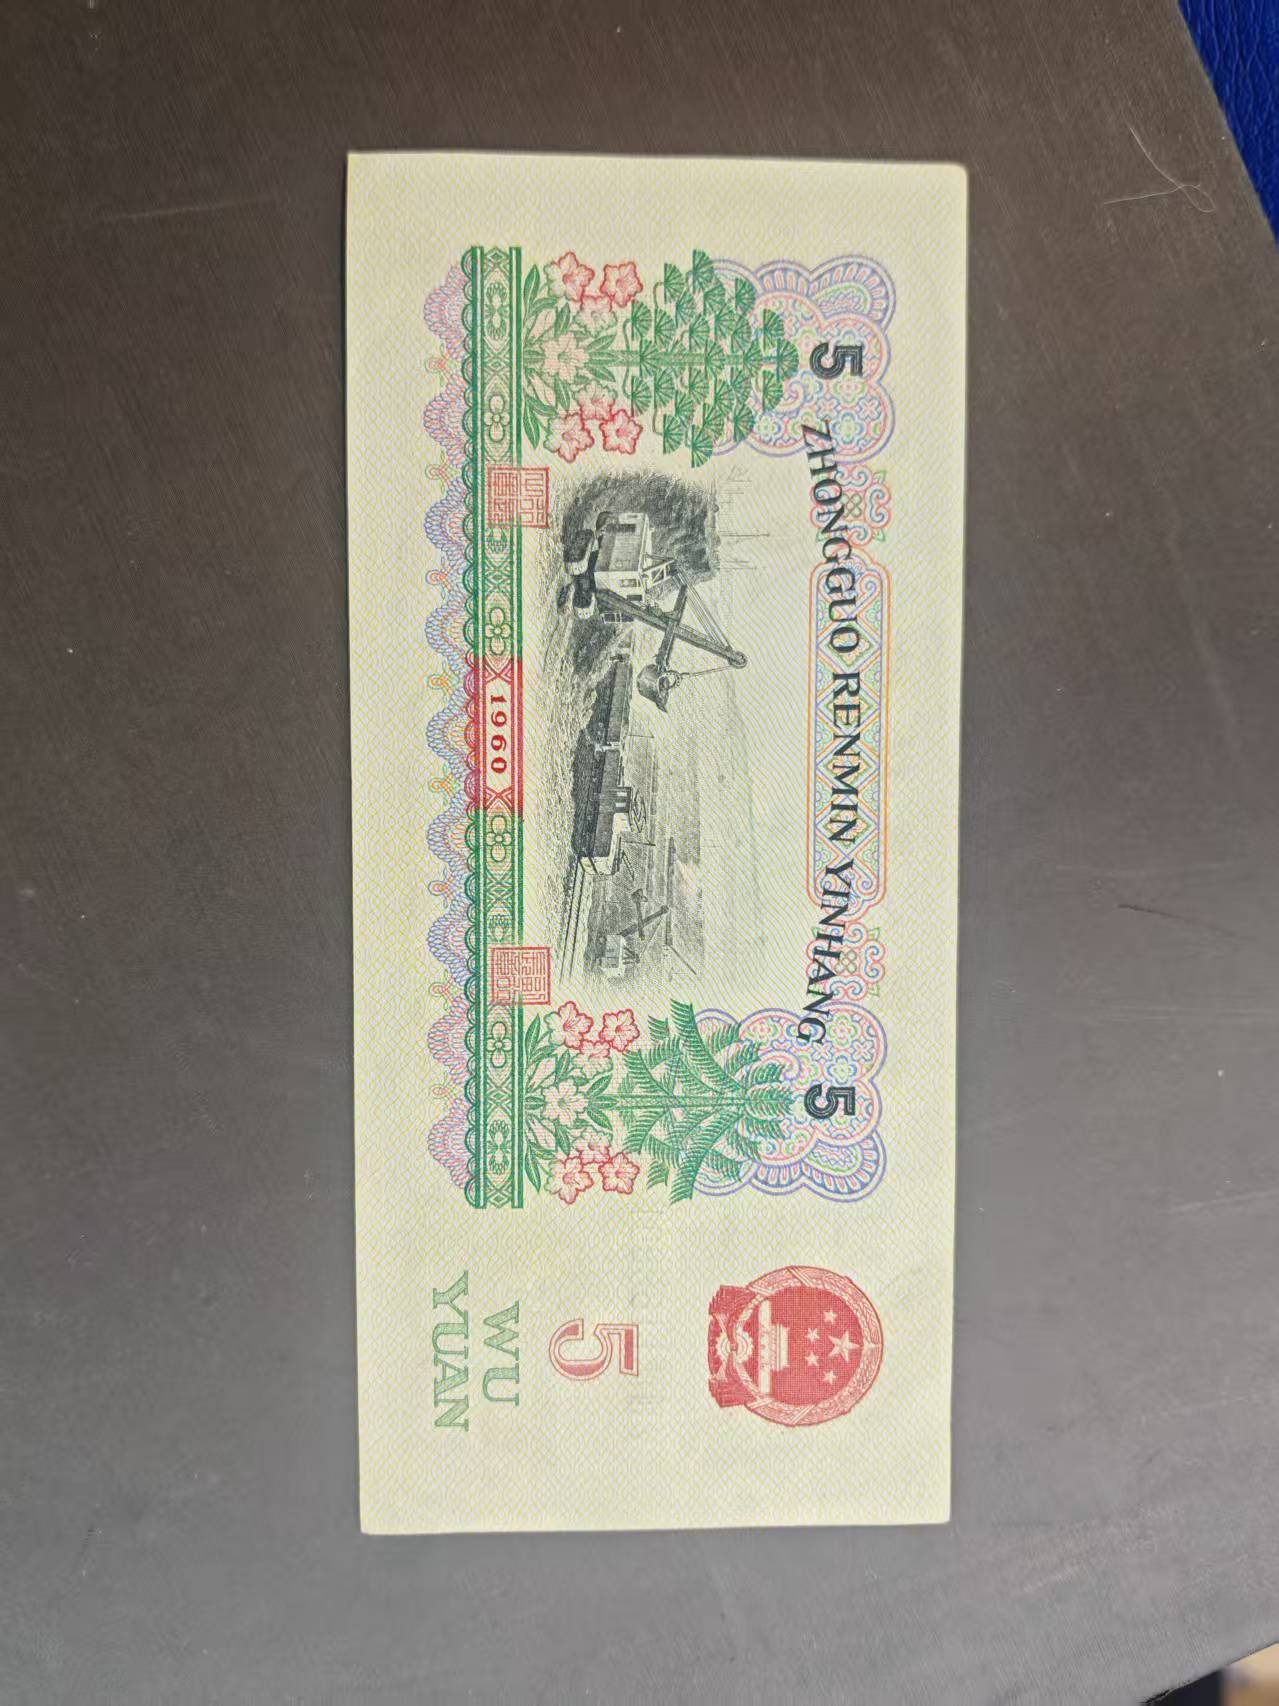 5 ZHONGGUO RENMIN YINHANG 5
1960
5
WU
YUAN